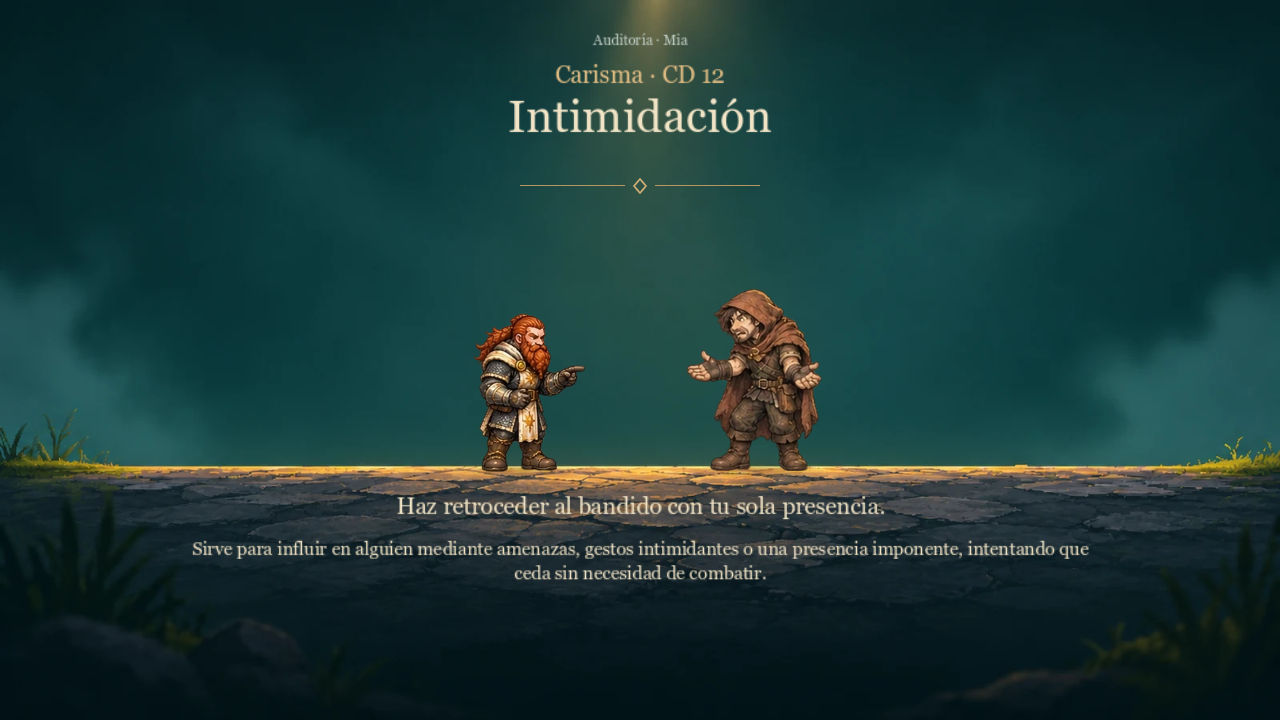 Auditoría · Mia
Carisma · CD 12
Intimidación
Haz retroceder al bandido con tu sola presencia.
Sirve para influir en alguien mediante amenazas, gestos intimidantes o una presencia imponente, intentando que
ceda sin necesidad de combatir.